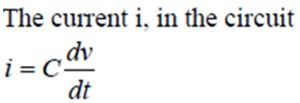 The current i, in the circuit
i = C dv/dt